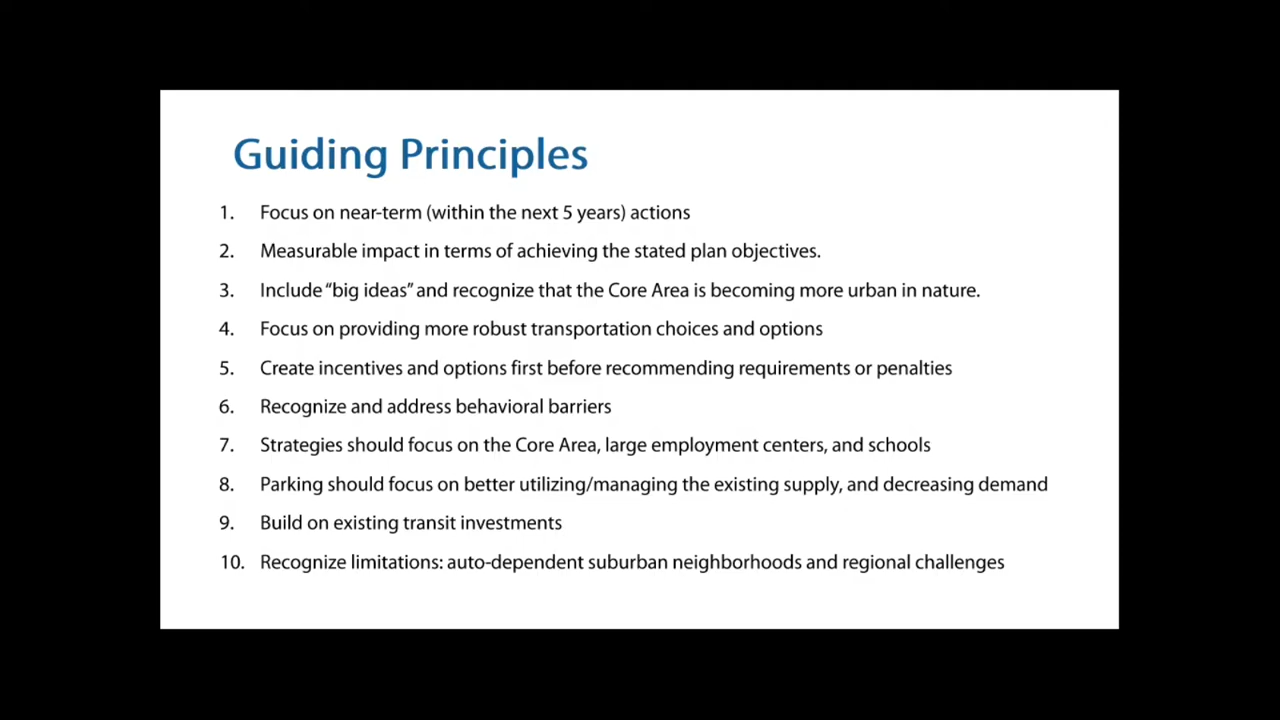 Guiding Principles
1. Focus on near-term (within the next 5 years) actions
2. Measurable impact in terms of achieving the stated plan objectives.
3. Include “big ideas” and recognize that the Core Area is becoming more urban in nature.
4. Focus on providing more robust transportation choices and options
5. Create incentives and options first before recommending requirements or penalties
6. Recognize and address behavioral barriers
7. Strategies should focus on the Core Area, large employment centers, and schools
8. Parking should focus on better utilizing/managing the existing supply, and decreasing demand
9. Build on existing transit investments
10. Recognize limitations: auto-dependent suburban neighborhoods and regional challenges